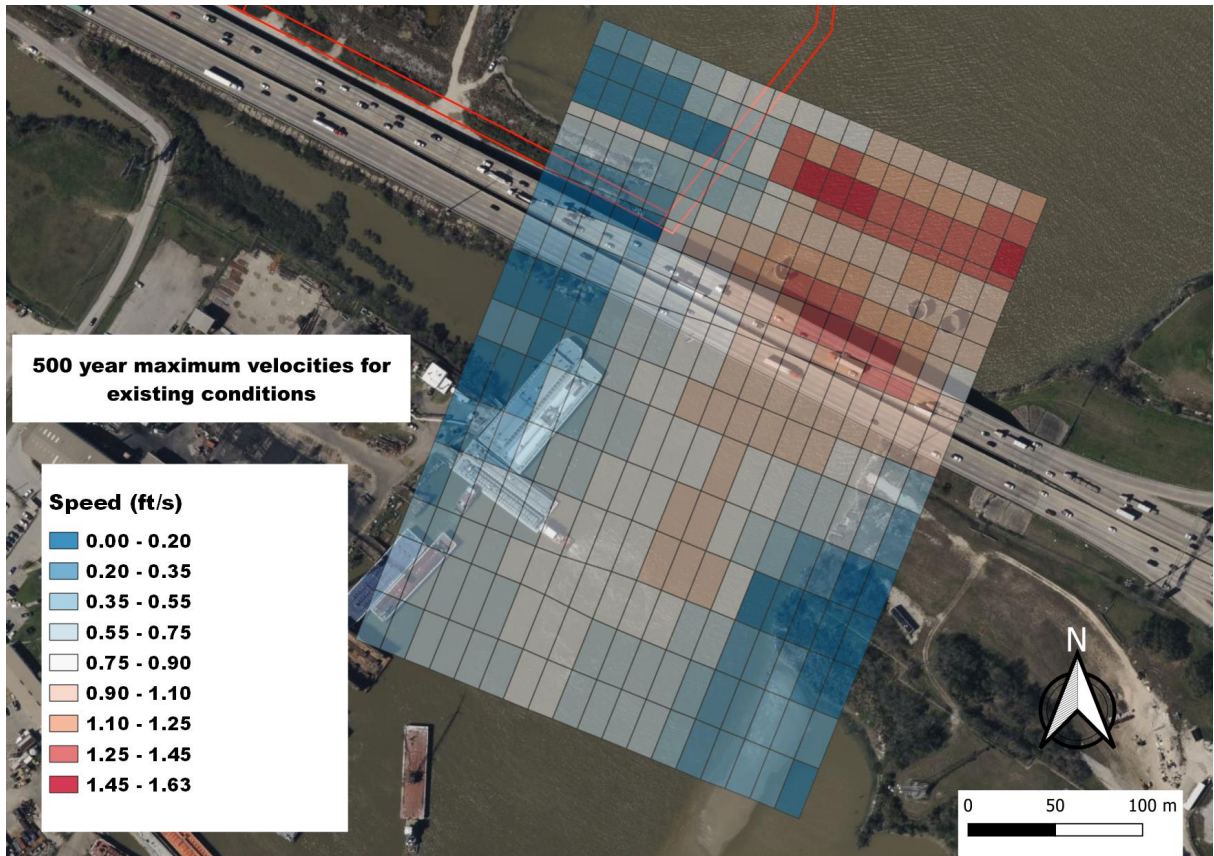 500 year maximum velocities for
existing conditions
Speed (ft/s)
0.00 - 0.20
0.20 - 0.35
0.35 - 0.55
0.55 - 0.75
0.75 - 0.90
0.90 - 1.10
1.10 - 1.25
1.25 - 1.45
1.45 - 1.63
N
0 50 100 m